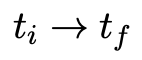 t_i → t_f